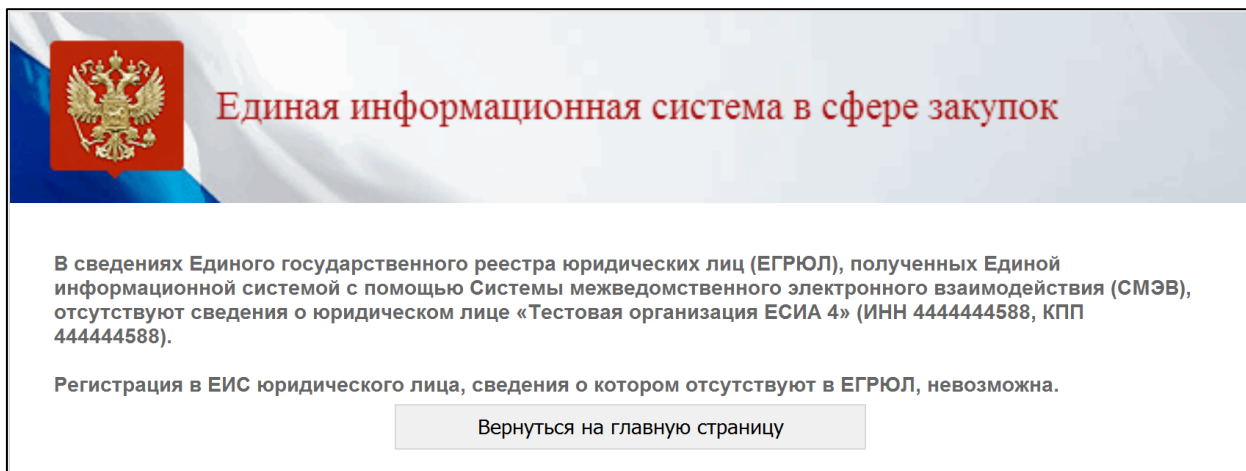 Единая информационная система в сфере закупок
В сведениях Единого государственного реестра юридических лиц (ЕГРЮЛ), полученных Единой
информационной системой с помощью Системы межведомственного электронного взаимодействия (СМЭВ),
отсутствуют сведения о юридическом лице «Тестовая организация ЕСИА 4» (ИНН 4444444588, КПП
444444588).
Регистрация в ЕИС юридического лица, сведения о котором отсутствуют в ЕГРЮЛ, невозможна.
Вернуться на главную страницу